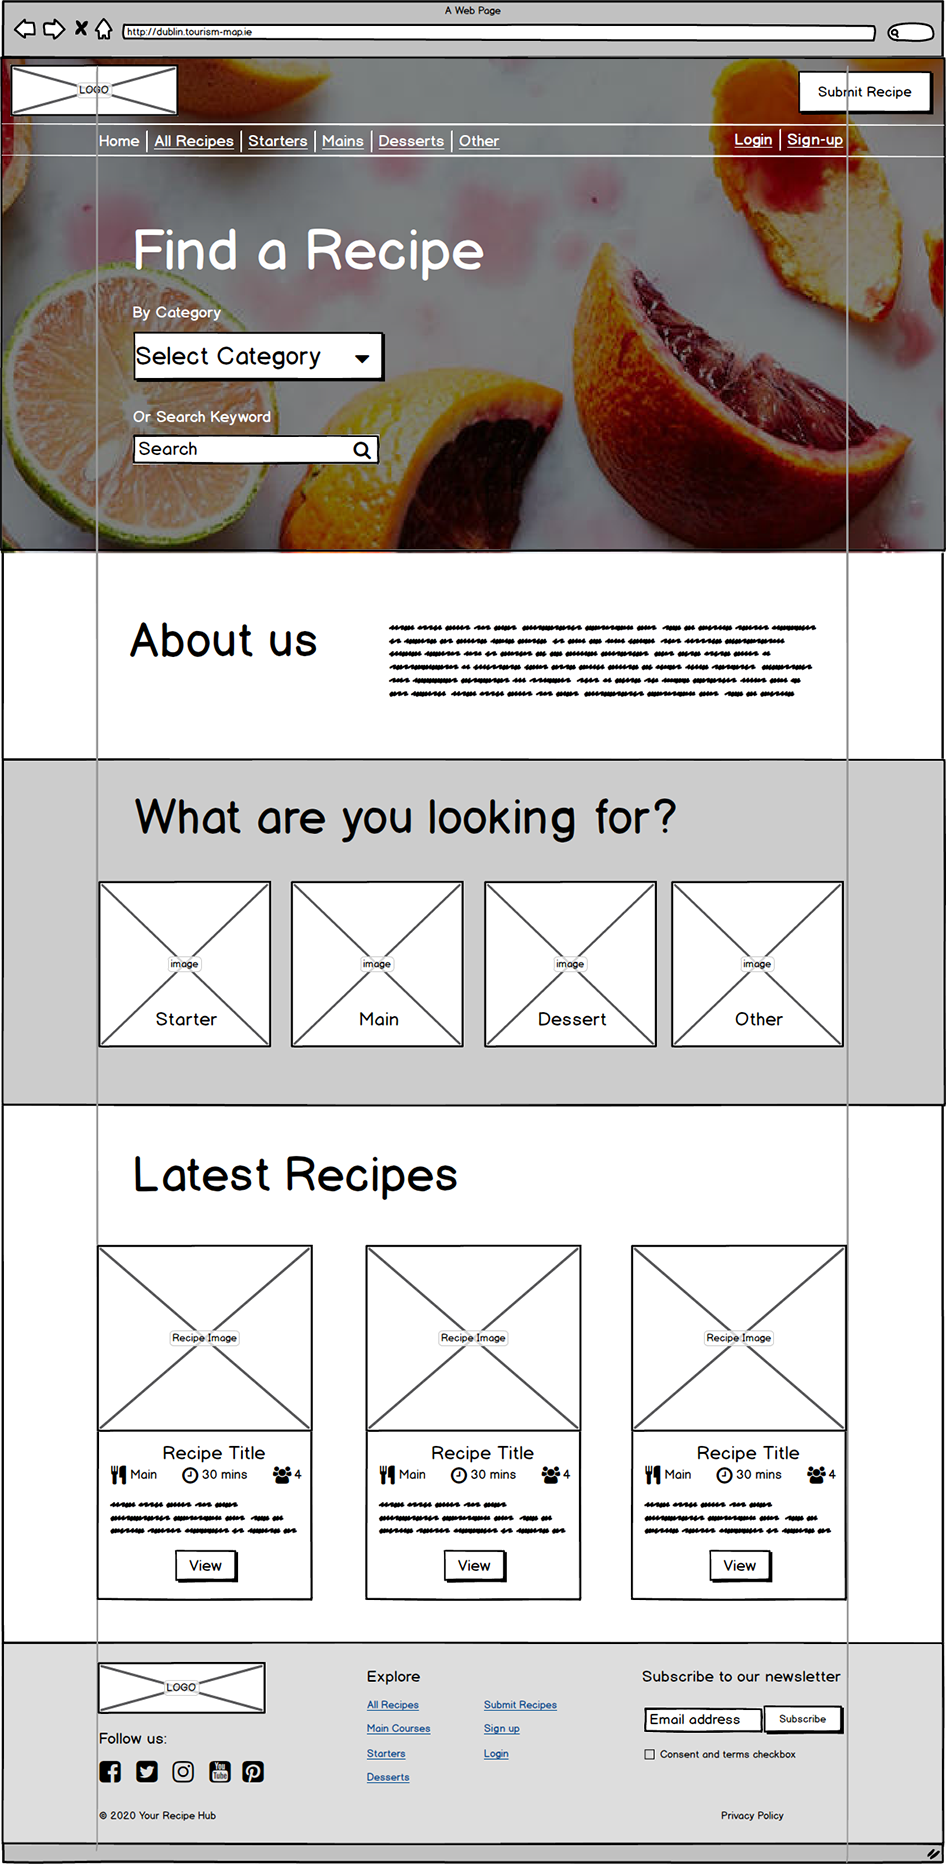 A Web Page
http://dublin.tourism-map.ie
LOGO
Submit Recipe
Home | All Recipes | Starters | Mains | Desserts | Other
Login | Sign-up
Find a Recipe
By Category
Select Category
Or Search Keyword
Search
About us
What are you looking for?
image image image image
Starter Main Dessert Other
Latest Recipes
Recipe Image Recipe Image Recipe Image
Recipe Title Recipe Title Recipe Title
Main 30 mins 4 Main 30 mins 4 Main 30 mins 4
View View View
LOGO
Follow us:
You
Tube
Explore
All Recipes Submit Recipes
Main Courses Sign up
Starters Login
Desserts
Subscribe to our newsletter
Email address Subscribe
Consent and terms checkbox
© 2020 Your Recipe Hub
Privacy Policy